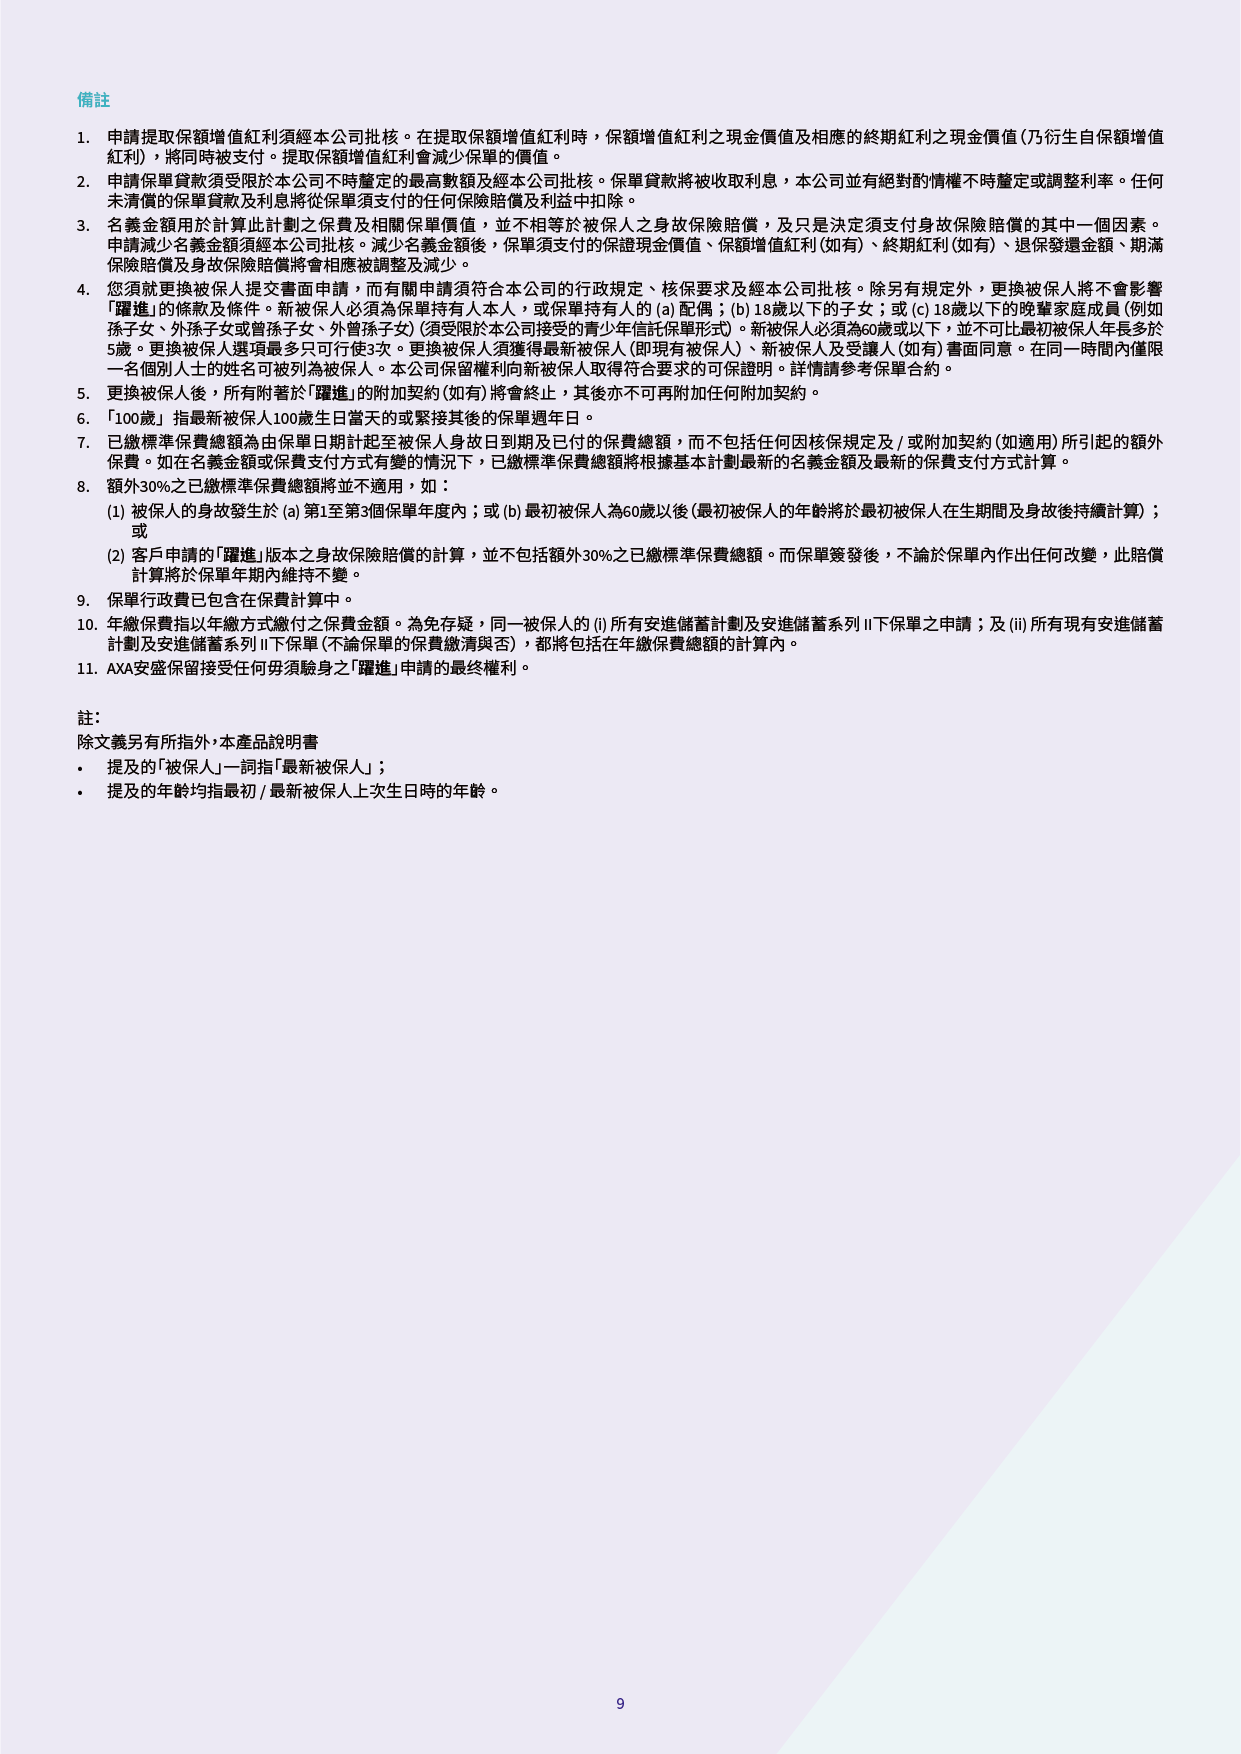 備註
1. 申請提取保額增值紅利須經本公司批核。在提取保額增值紅利時，保額增值紅利之現金價值及相應的終期紅利之現金價值（乃衍生自保額增值
紅利），將同時被支付。提取保額增值紅利會減少保單的價值。
2. 申請保單貸款須受限於本公司不時釐定的最高數額及經本公司批核。保單貸款將被收取利息，本公司並有絕對酌情權不時釐定或調整利率。任何
未清償的保單貸款及利息將從保單須支付的任何保險賠償及利益中扣除。
3. 名義金額用於計算此計劃之保費及相關保單價值，並不相等於被保人之身故保險賠償，及只是決定須支付身故保險賠償的其中一個因素。
申請減少名義金額須經本公司批核。減少名義金額後，保單須支付的保證現金價值、保額增值紅利（如有）、終期紅利（如有）、退保發還金額、期滿
保險賠償及身故保險賠償將會相應被調整及減少。
4. 您須就更換被保人提交書面申請，而有關申請須符合本公司的行政規定、核保要求及經本公司批核。除另有規定外，更換被保人將不會影響
「躍進」的條款及條件。新被保人必須為保單持有人本人，或保單持有人的 (a) 配偶；(b) 18歲以下的子女；或 (c) 18歲以下的晚輩家庭成員（例如
孫子女、外孫子女或曾孫子女、外曾孫子女）（須受限於本公司接受的青少年信託保單形式）。新被保人必須為60歲或以下，並不可比最初被保人年長多於
5歲。更換被保人選項最多只可行使3次。更換被保人須獲得最新被保人（即現有被保人）、新被保人及受讓人（如有）書面同意。在同一時間內僅限
一名個別人士的姓名可被列為被保人。本公司保留權利向新被保人取得符合要求的可保證明。詳情請參考保單合約。
5. 更換被保人後，所有附著於「躍進」的附加契約（如有）將會終止，其後亦不可再附加任何附加契約。
6. 「100歲」指最新被保人100歲生日當天的或緊接其後的保單週年日。
7. 已繳標準保費總額為由保單日期計起至被保人身故日到期及已付的保費總額，而不包括任何因核保規定及 / 或附加契約（如適用）所引起的額外
保費。如在名義金額或保費支付方式有變的情況下，已繳標準保費總額將根據基本計劃最新的名義金額及最新的保費支付方式計算。
8. 額外30%之已繳標準保費總額將並不適用，如：
(1) 被保人的身故發生於 (a) 第1至第3個保單年度內；或 (b) 最初被保人為60歲以後（最初被保人的年齡將於最初被保人在生期間及身故後持續計算）；
或
(2) 客戶申請的「躍進」版本之身故保險賠償的計算，並不包括額外30%之已繳標準保費總額。而保單簽發後，不論於保單內作出任何改變，此賠償
計算將於保單年期內維持不變。
9. 保單行政費已包含在保費計算中。
10. 年繳保費指以年繳方式繳付之保費金額。為免存疑，同一被保人的 (i) 所有安進儲蓄計劃及安進儲蓄系列 II下保單之申請；及 (ii) 所有現有安進儲蓄
計劃及安進儲蓄系列 II下保單（不論保單的保費繳清與否），都將包括在年繳保費總額的計算內。
11. AXA安盛保留接受任何毋須驗身之「躍進」申請的最终權利。
註：
除文義另有所指外，本產品說明書
• 提及的「被保人」一詞指「最新被保人」；
• 提及的年齡均指最初 / 最新被保人上次生日時的年齡。
9